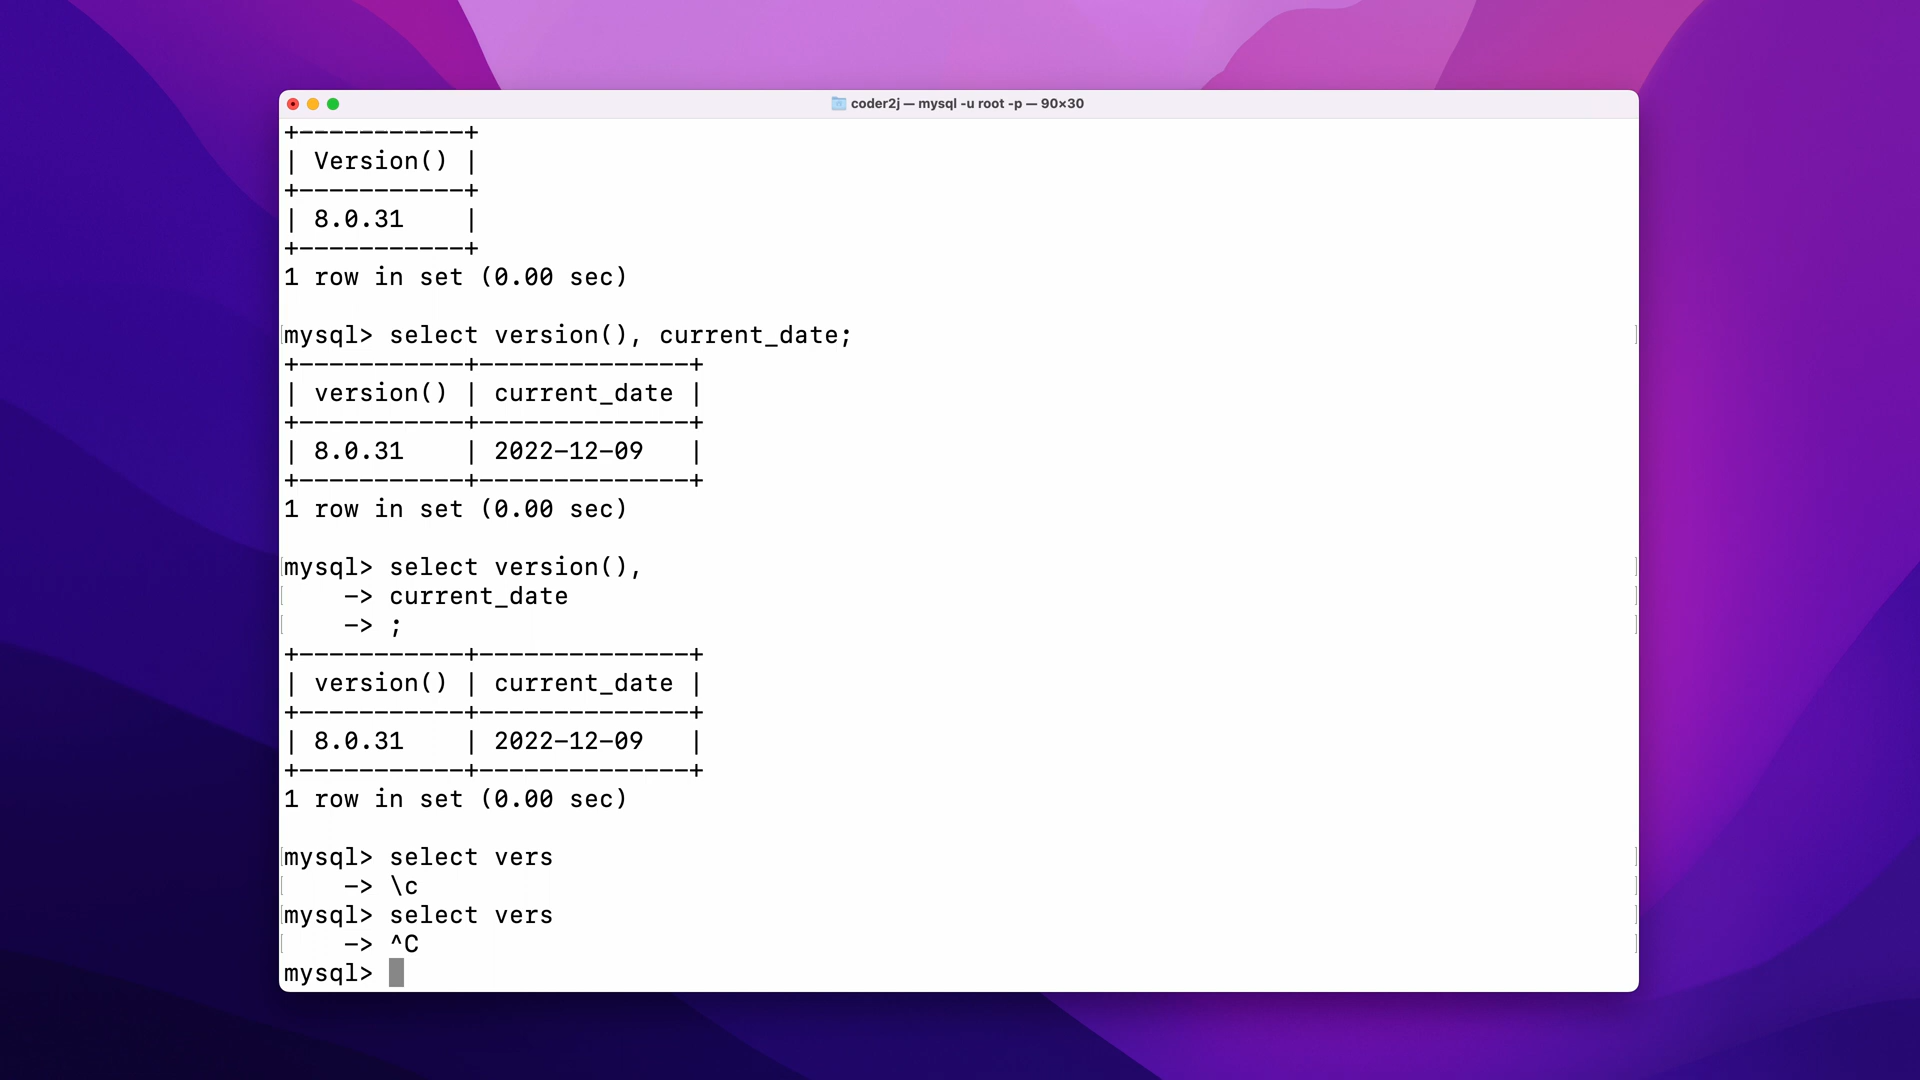 coder2j — mysql -u root -p — 90×30
+-----------+
| Version() |
+-----------+
| 8.0.31    |
+-----------+
1 row in set (0.00 sec)
mysql> select version(), current_date;
+-----------+--------------+
| version() | current_date |
+-----------+--------------+
| 8.0.31    | 2022-12-09   |
+-----------+--------------+
1 row in set (0.00 sec)
mysql> select version(),
    -> current_date
    -> ;
+-----------+--------------+
| version() | current_date |
+-----------+--------------+
| 8.0.31    | 2022-12-09   |
+-----------+--------------+
1 row in set (0.00 sec)
mysql> select vers
    -> \c
mysql> select vers
    -> ^C
mysql>